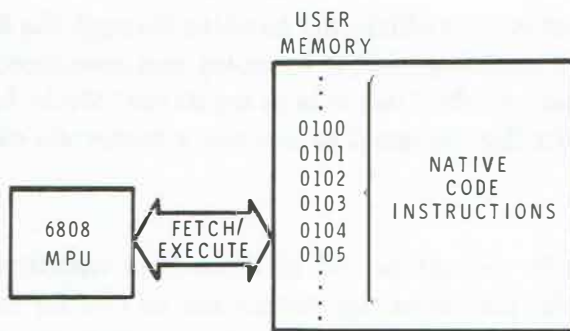 USER
MEMORY
0100
0101
0102
0103
0104
0105
NATIVE
CODE
INSTRUCTIONS
6808
MPU
FETCH/
EXECUTE